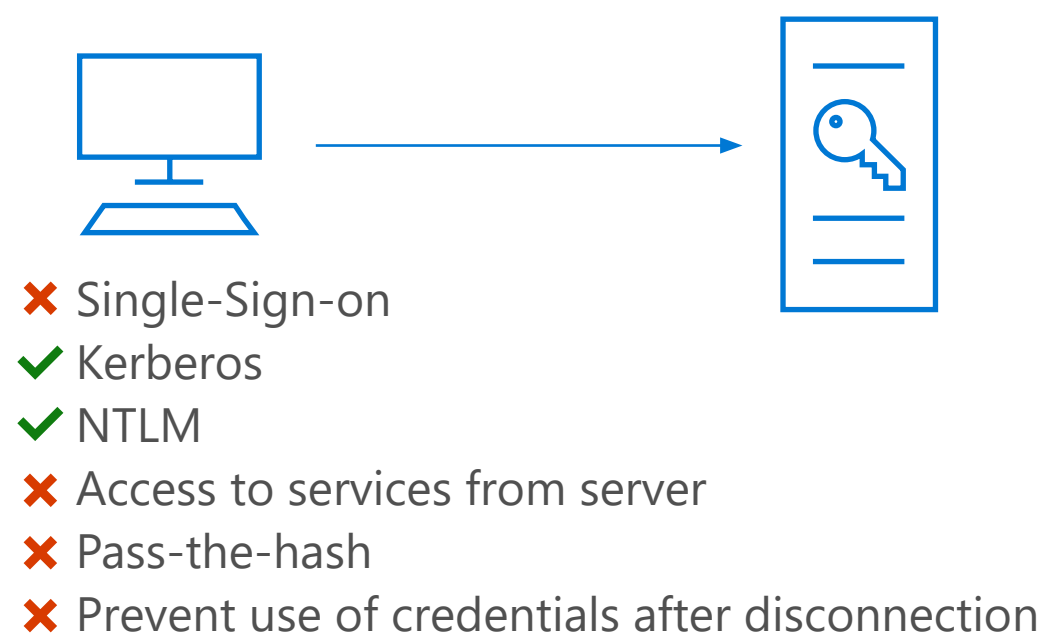 Single-Sign-on
Kerberos
NTLM
Access to services from server
Pass-the-hash
Prevent use of credentials after disconnection